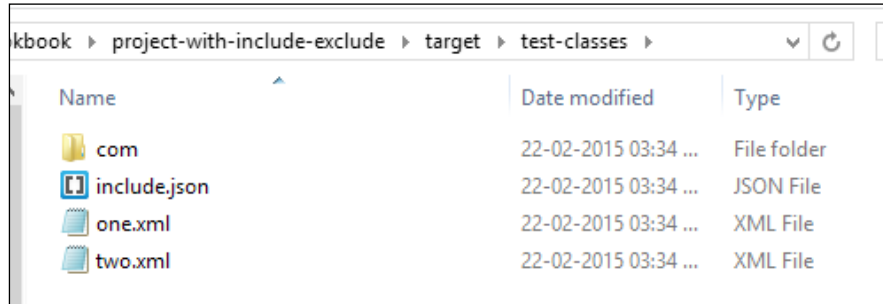 kbook project-with-include-exclude target test-classes
Name Date modified Type
com 22-02-2015 03:34 ... File folder
include.json 22-02-2015 03:34 ... JSON File
one.xml 22-02-2015 03:34 ... XML File
two.xml 22-02-2015 03:34 ... XML File